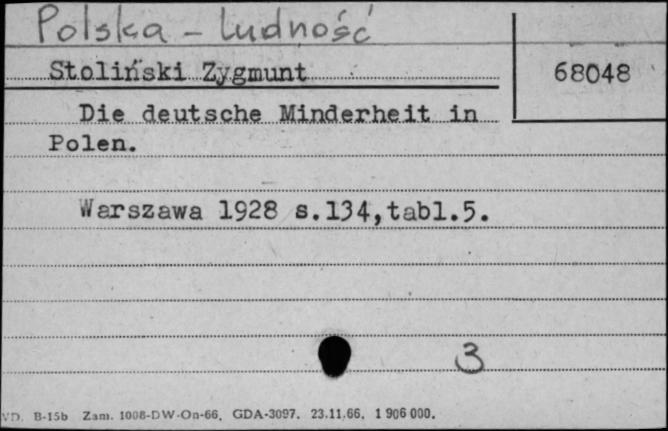 Polska - Ludność
Stoliński Zygmunt
68048
Die deutsche Minderheit in
Polen.
Warszawa 1928 s.134,tabl.5.
3
VD. B-15b Zam. 1008-DW-On-66. GDA-3097. 23.11.66. 1 906 000.